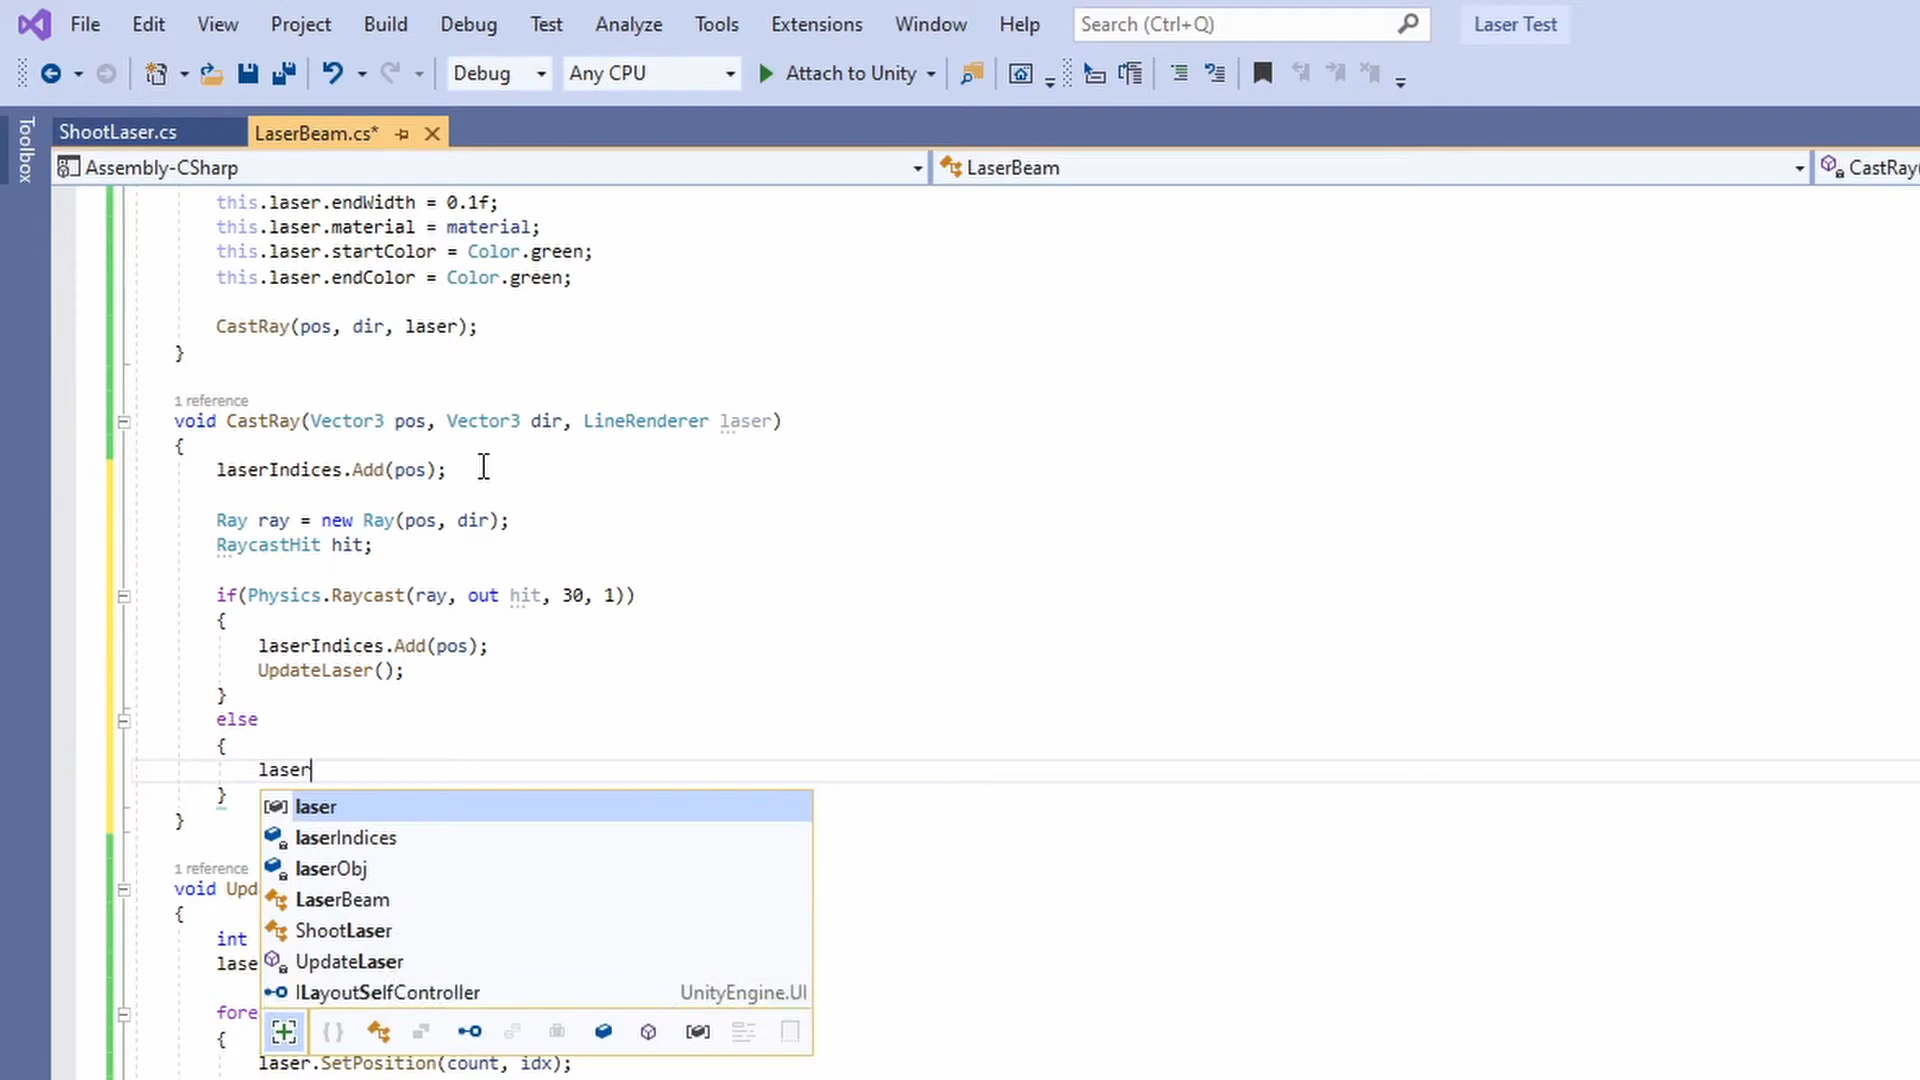 File Edit View Project Build Debug Test Analyze Tools Extensions Window Help Search (Ctrl+Q) Laser Test
Debug Any CPU Attach to Unity
Toolbox
ShootLaser.cs LaserBeam.cs*
Assembly-CSharp LaserBeam CastRay(
this.laser.endWidth = 0.1f;
this.laser.material = material;
this.laser.startColor = Color.green;
this.laser.endColor = Color.green;
CastRay(pos, dir, laser);
}
1 reference
void CastRay(Vector3 pos, Vector3 dir, LineRenderer laser)
{
laserIndices.Add(pos);
Ray ray = new Ray(pos, dir);
RaycastHit hit;
if(Physics.Raycast(ray, out hit, 30, 1))
{
laserIndices.Add(pos);
UpdateLaser();
}
else
{
laser
}
}
laser
laserIndices
laserObj
LaserBeam
ShootLaser
UpdateLaser
ILayoutSelfController UnityEngine.UI
1 reference
void Upd
{
int
lase
fore
{
laser.SetPosition(count, idx);